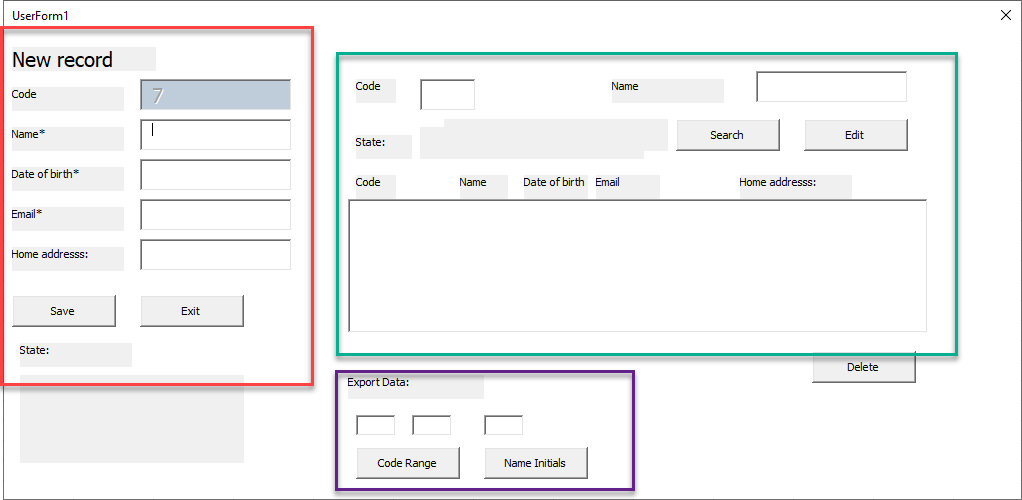 UserForm1
New record
Code
7
Name*
Date of birth*
Email*
Home addresss:
Save
Exit
State:
Code
Name
State:
Search
Edit
Code
Name
Date of birth
Email
Home addresss:
Delete
Export Data:
Code Range
Name Initials